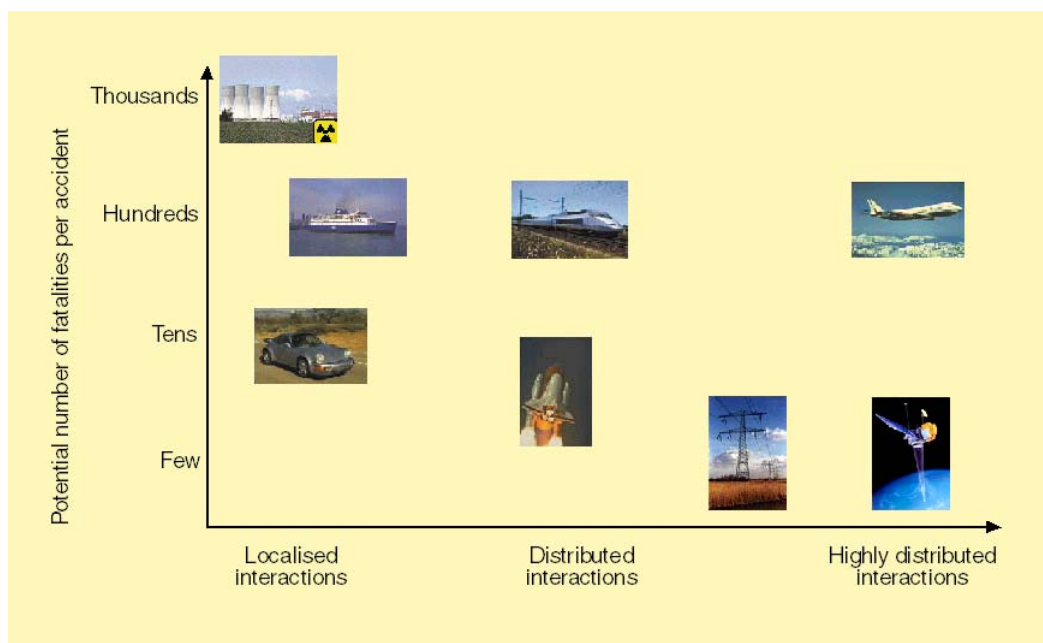 Potential number of fatalities per accident
Thousands
Hundreds
Tens
Few
Localised
interactions
Distributed
interactions
Highly distributed
interactions